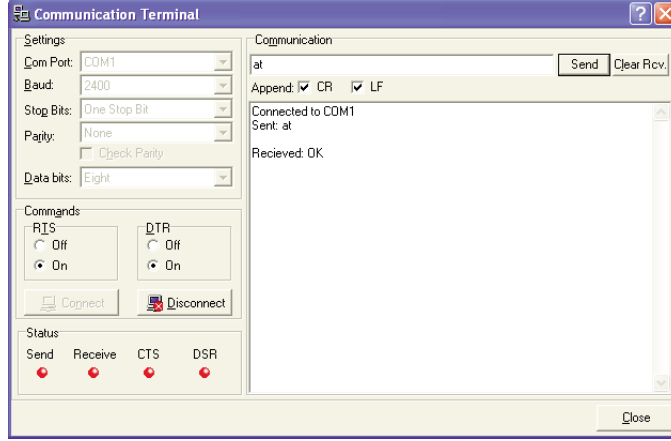 Communication Terminal
Settings
Com Port: COM1
Baud: 2400
Stop Bits: One Stop Bit
Parity: None
Check Parity
Data bits: Eight
Commands
RTS
Off
On
DTR
Off
On
Connect
Disconnect
Status
Send Receive CTS DSR
Communication
at
Send
Clear Rcv.
Append: CR LF
Connected to COM1
Sent: at
Recieved: OK
Close